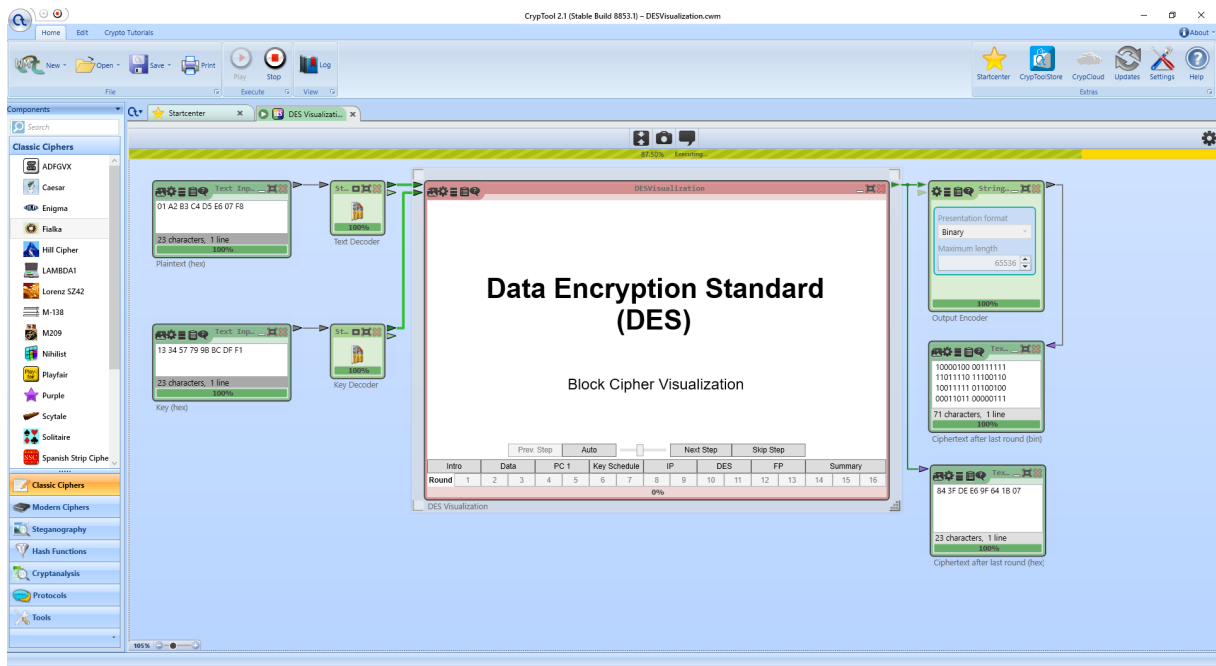 CrypTool 2.1 (Stable Build 8853.1) – DESVisualization.cwm
Home Edit Crypto Tutorials
About
New Open Save Print Play Stop Log
Startcenter CrypToolStore CrypCloud Updates Settings Help
File Execute View Extras
Components
Startcenter DES Visualizati...
Search
Classic Ciphers
87.50% Executing...
ADFGVX
Caesar
Enigma
Fialka
Hill Cipher
LAMBDA1
Lorenz SZ42
M-138
M209
Nihilist
Playfair
Purple
Scytale
Solitaire
Spanish Strip Ciphe
Classic Ciphers
Modern Ciphers
Steganography
Hash Functions
Cryptanalysis
Protocols
Tools
Text Inp...
01 A2 B3 C4 D5 E6 07 F8
23 characters, 1 line
100%
Plaintext (hex)
St...
100%
Text Decoder
Text Inp...
13 34 57 79 9B BC DF F1
23 characters, 1 line
100%
Key (hex)
St...
100%
Key Decoder
DESVisualization
Data Encryption Standard
(DES)
Block Cipher Visualization
Prev. Step Auto Next Step Skip Step
Intro Data PC 1 Key Schedule IP DES FP Summary
Round 1 2 3 4 5 6 7 8 9 10 11 12 13 14 15 16
0%
DES Visualization
String...
Presentation format
Binary
Maximum length
65536
100%
Output Encoder
Tex...
10000100 00111111
11011110 11100110
10011111 01100100
00011011 00000111
71 characters, 1 line
100%
Ciphertext after last round (bin)
Tex...
84 3F DE E6 9F 64 1B 07
23 characters, 1 line
100%
Ciphertext after last round (hex)
105%